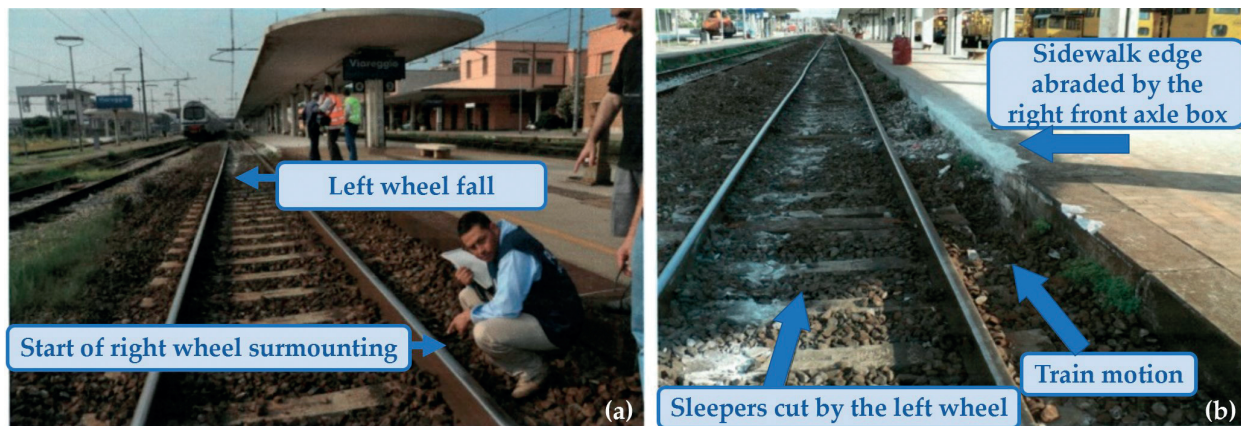 Viareggio
Left wheel fall
Start of right wheel surmounting
(a)
Sidewalk edge
abraded by the
right front axle box
Train motion
Sleepers cut by the left wheel
(b)